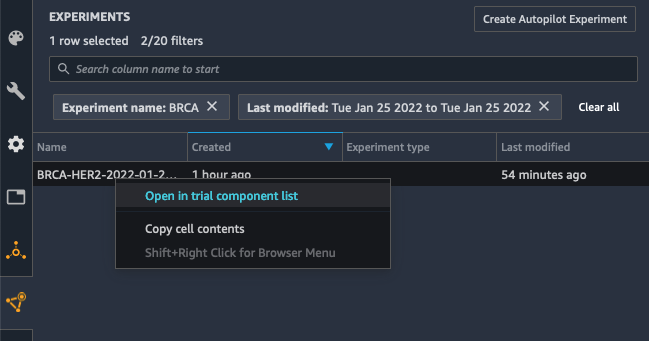 EXPERIMENTS
Create Autopilot Experiment
1 row selected 2/20 filters
Search column name to start
Experiment name: BRCA
Last modified: Tue Jan 25 2022 to Tue Jan 25 2022
Clear all
Name Created Experiment type Last modified
BRCA-HER2-2022-01-2... 1 hour ago 54 minutes ago
Open in trial component list
Copy cell contents
Shift+Right Click for Browser Menu